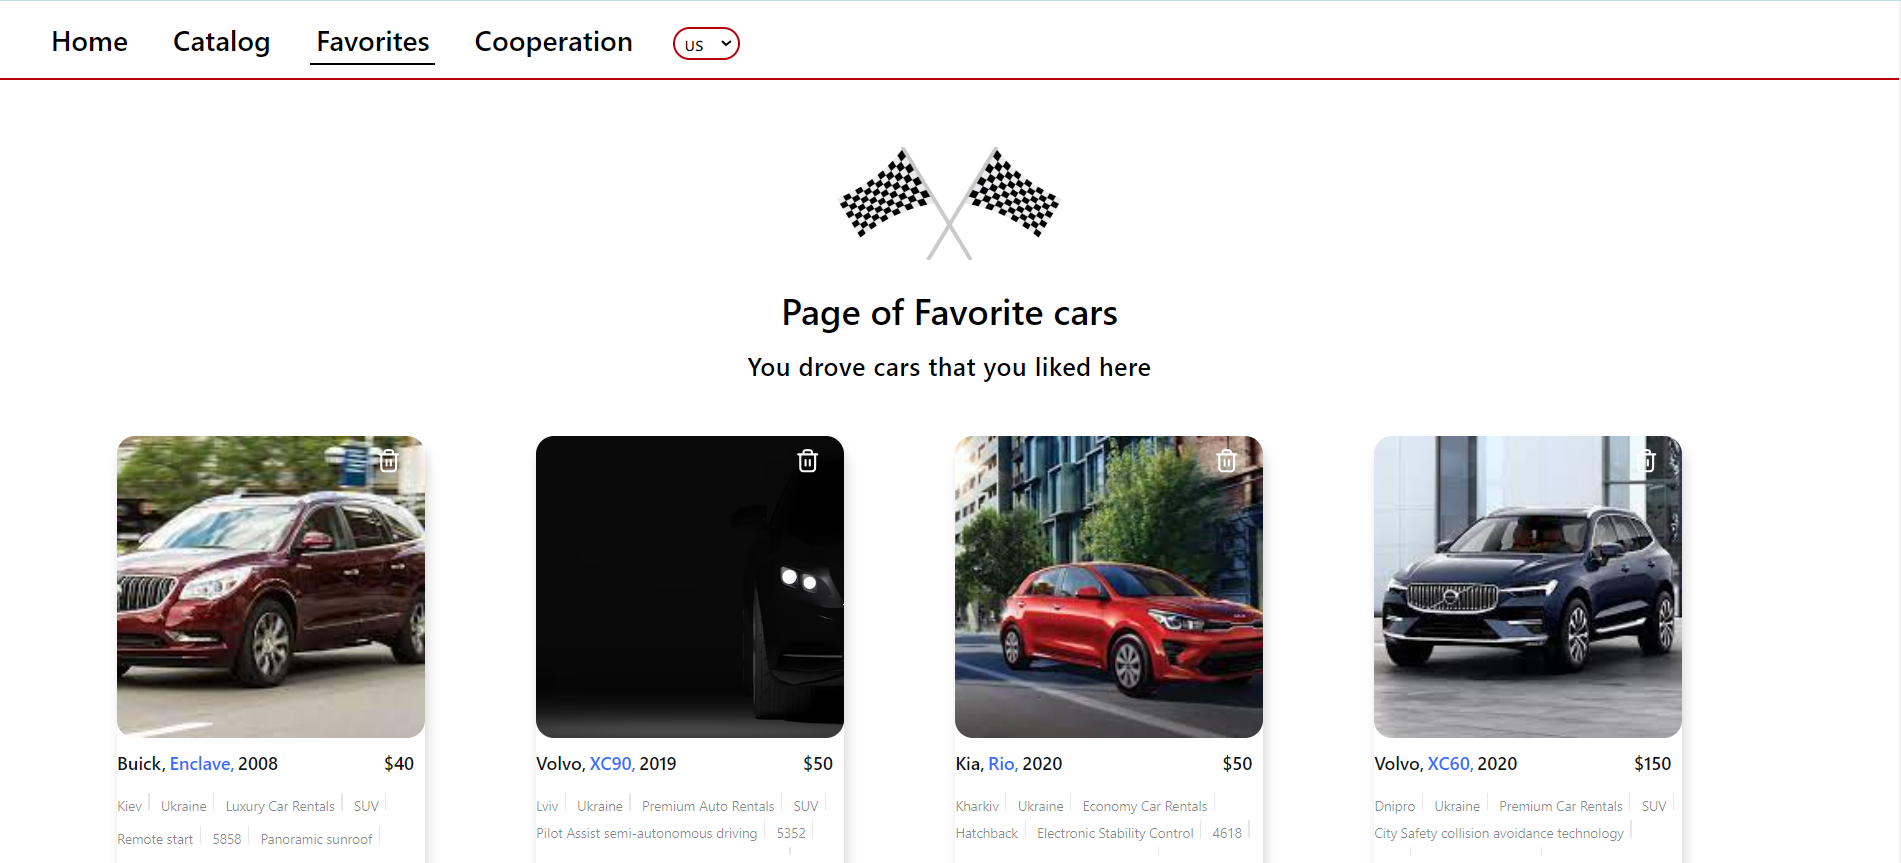 Home Catalog Favorites Cooperation US
Page of Favorite cars
You drove cars that you liked here
Buick, Enclave, 2008 $40
Kiev Ukraine Luxury Car Rentals SUV
Remote start 5858 Panoramic sunroof
Volvo, XC90, 2019 $50
Lviv Ukraine Premium Auto Rentals SUV
Pilot Assist semi-autonomous driving 5352
Kia, Rio, 2020 $50
Kharkiv Ukraine Economy Car Rentals
Hatchback Electronic Stability Control 4618
Volvo, XC60, 2020 $150
Dnipro Ukraine Premium Car Rentals SUV
City Safety collision avoidance technology